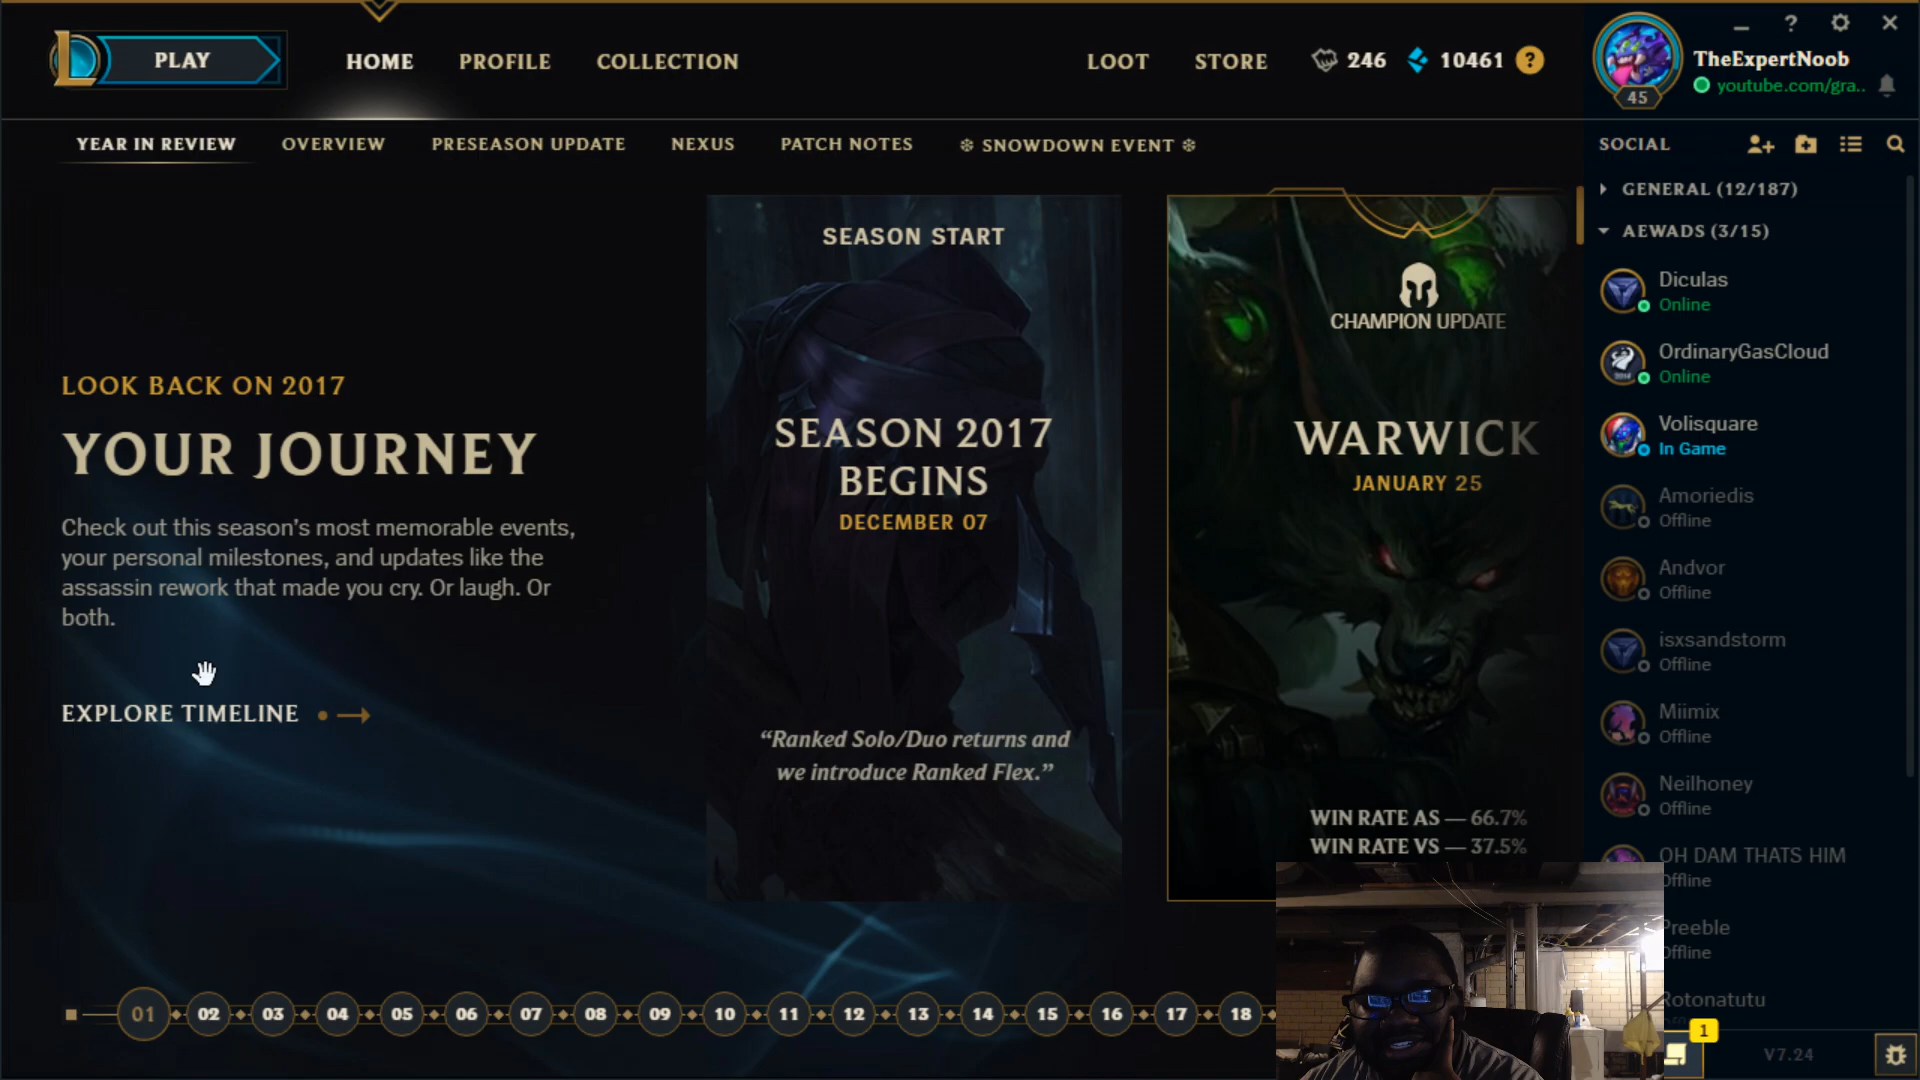 PLAY
HOME
PROFILE
COLLECTION
LOOT
STORE
246
10461
?
?
45
TheExpertNoob
youtube.com/gra..
YEAR IN REVIEW
OVERVIEW
PRESEASON UPDATE
NEXUS
PATCH NOTES
❄ SNOWDOWN EVENT ❄
SOCIAL
GENERAL (12/187)
AEWADS (3/15)
Diculas
Online
OrdinaryGasCloud
Online
Volisquare
In Game
Amoriedis
Offline
Andvor
Offline
isxsandstorm
Offline
Miimix
Offline
Neilhoney
Offline
OH DAM THATS HIM
Offline
Preeble
Offline
Rotonatutu
1
V7.24
LOOK BACK ON 2017
YOUR JOURNEY
Check out this season's most memorable events,
your personal milestones, and updates like the
assassin rework that made you cry. Or laugh. Or
both.
EXPLORE TIMELINE
SEASON START
SEASON 2017
BEGINS
DECEMBER 07
“Ranked Solo/Duo returns and
we introduce Ranked Flex.”
CHAMPION UPDATE
WARWICK
JANUARY 25
WIN RATE AS — 66.7%
WIN RATE VS — 37.5%
01 02 03 04 05 06 07 08 09 10 11 12 13 14 15 16 17 18